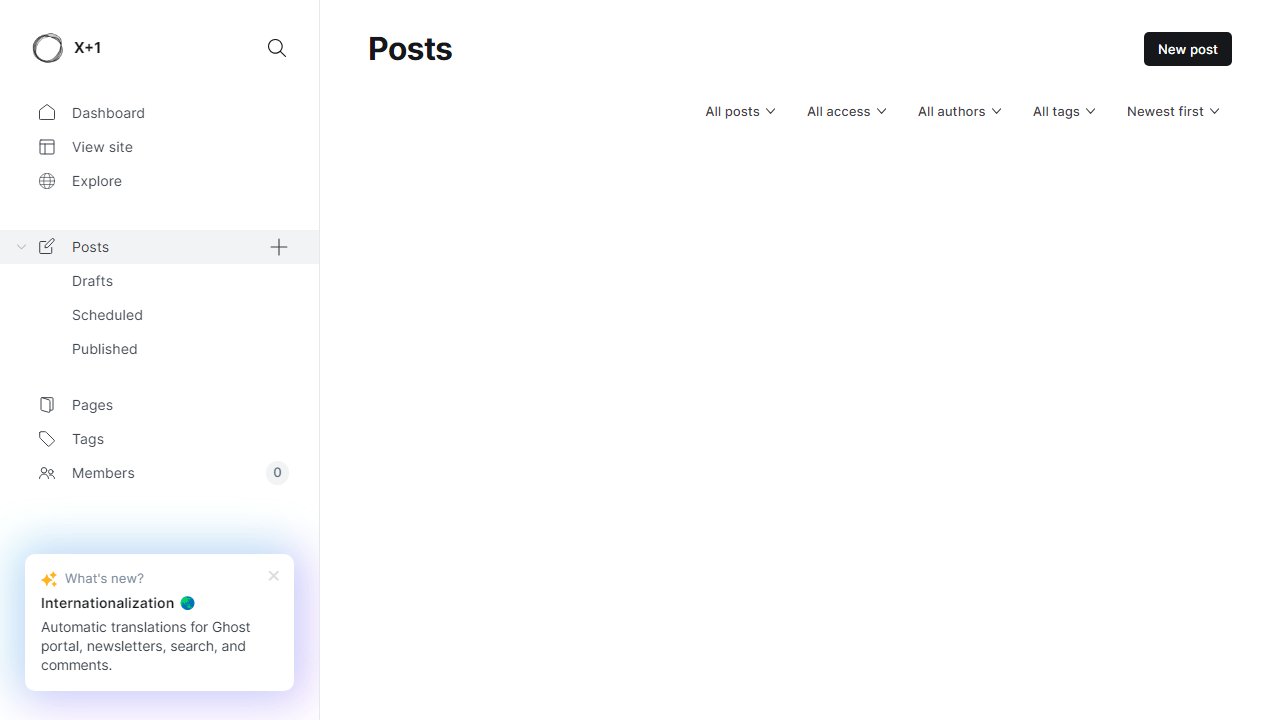 X+1
Dashboard
View site
Explore
Posts
Drafts
Scheduled
Published
Pages
Tags
Members 0
What's new?
Internationalization 🌏
Automatic translations for Ghost
portal, newsletters, search, and
comments.
Posts
New post
All posts All access All authors All tags Newest first